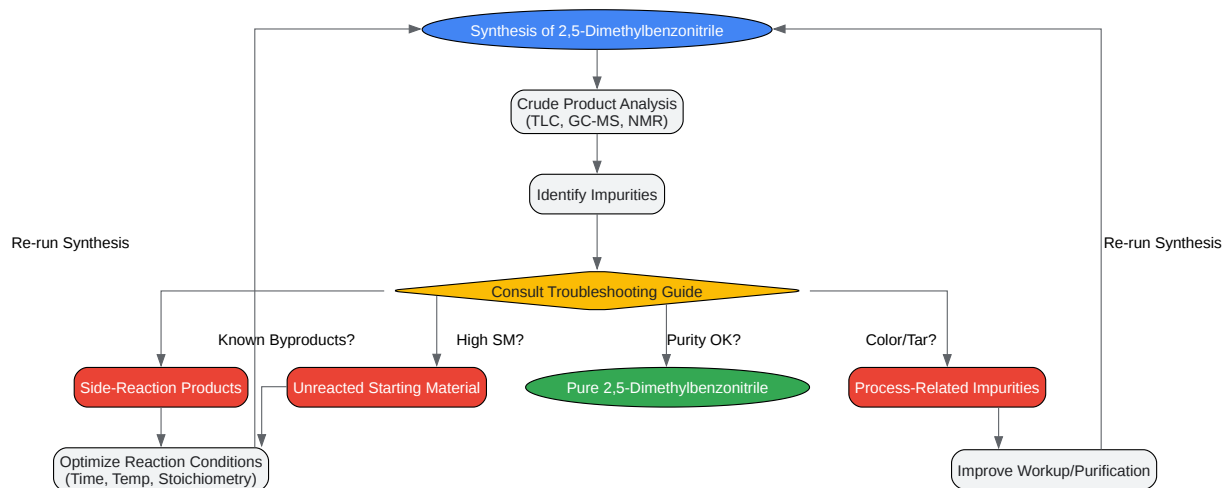 Synthesis of 2,5-Dimethylbenzonitrile
Crude Product Analysis
(TLC, GC-MS, NMR)
Identify Impurities
Re-run Synthesis
Re-run Synthesis
Consult Troubleshooting Guide
Known Byproducts?
High SM?
Purity OK?
Color/Tar?
Side-Reaction Products
Unreacted Starting Material
Pure 2,5-Dimethylbenzonitrile
Process-Related Impurities
Optimize Reaction Conditions
(Time, Temp, Stoichiometry)
Improve Workup/Purification